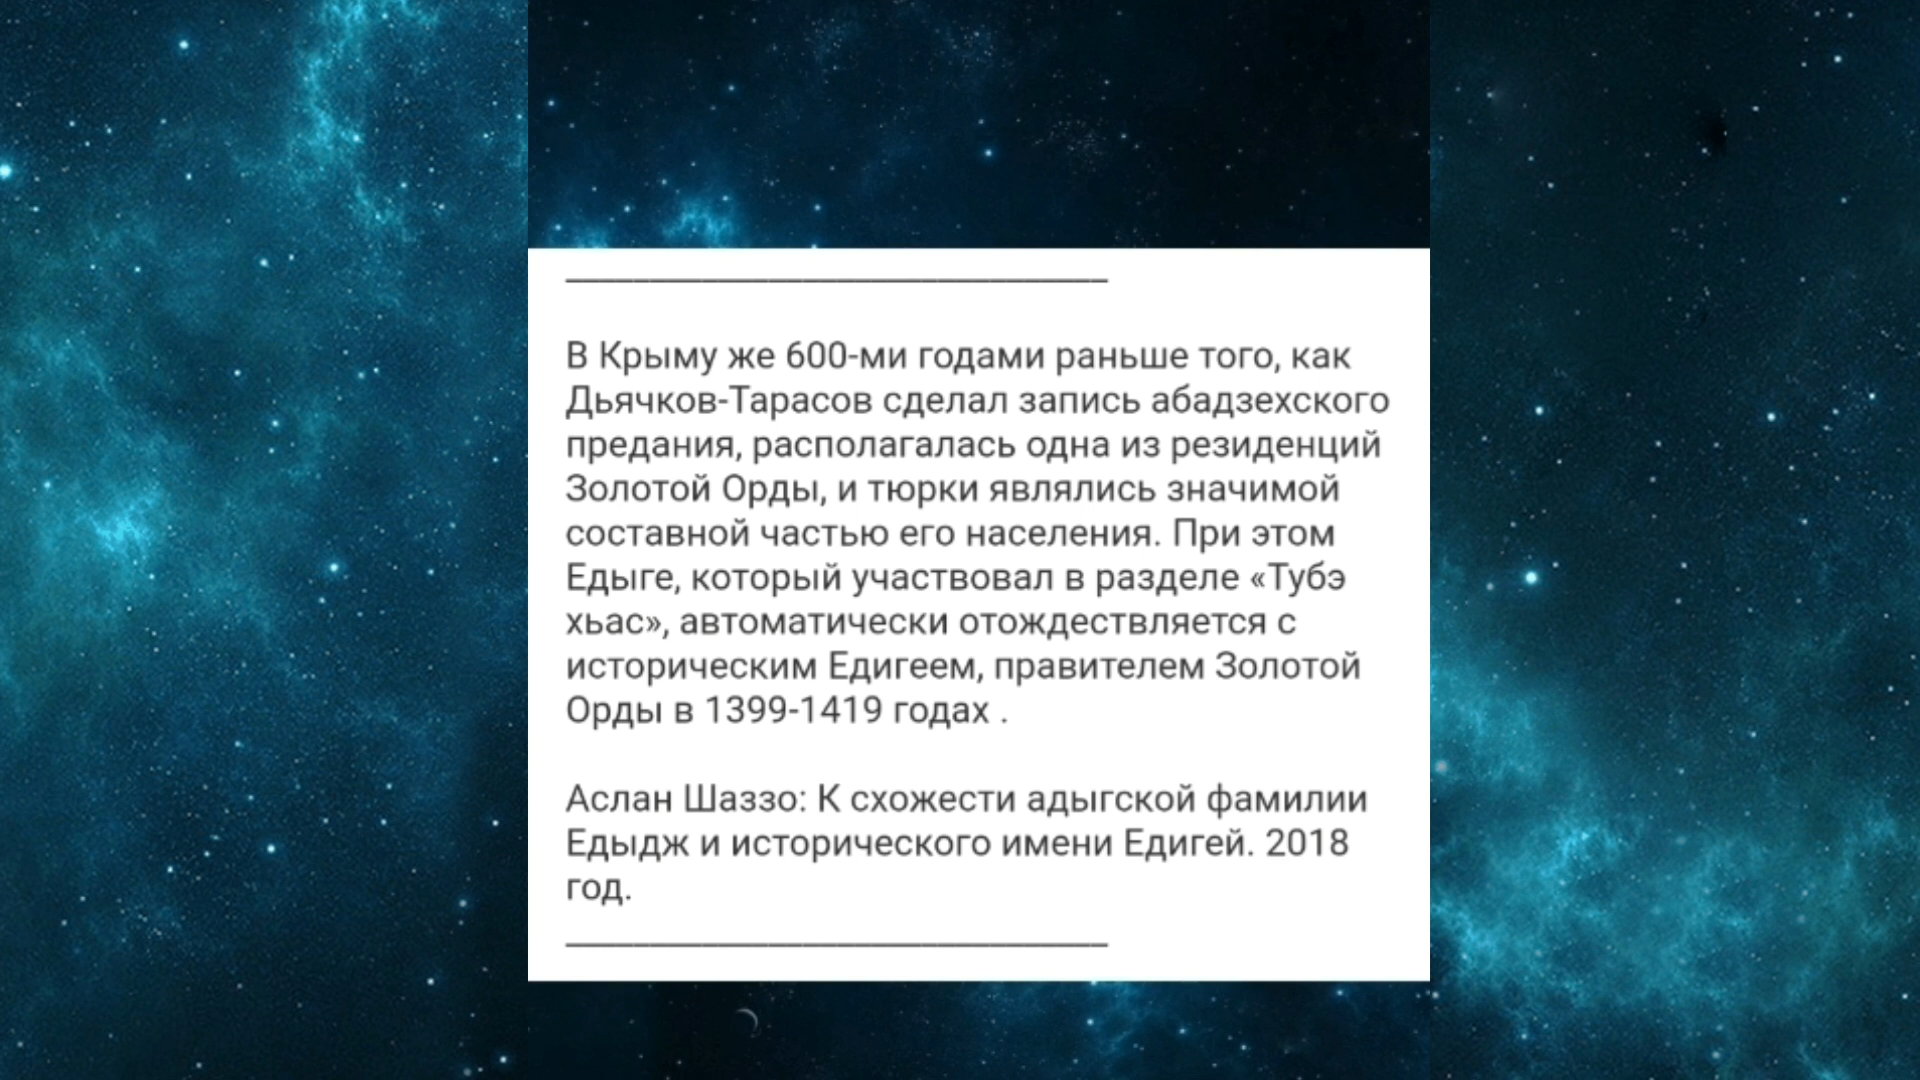 В Крыму же 600-ми годами раньше того, как
Дьячков-Тарасов сделал запись абадзехского
предания, располагалась одна из резиденций
Золотой Орды, и тюрки являлись значимой
составной частью его населения. При этом
Едыге, который участвовал в разделе «Тубэ
хьас», автоматически отождествляется с
историческим Едигеем, правителем Золотой
Орды в 1399-1419 годах .
Аслан Шаззо: К схожести адыгской фамилии
Едыдж и исторического имени Едигей. 2018
год.